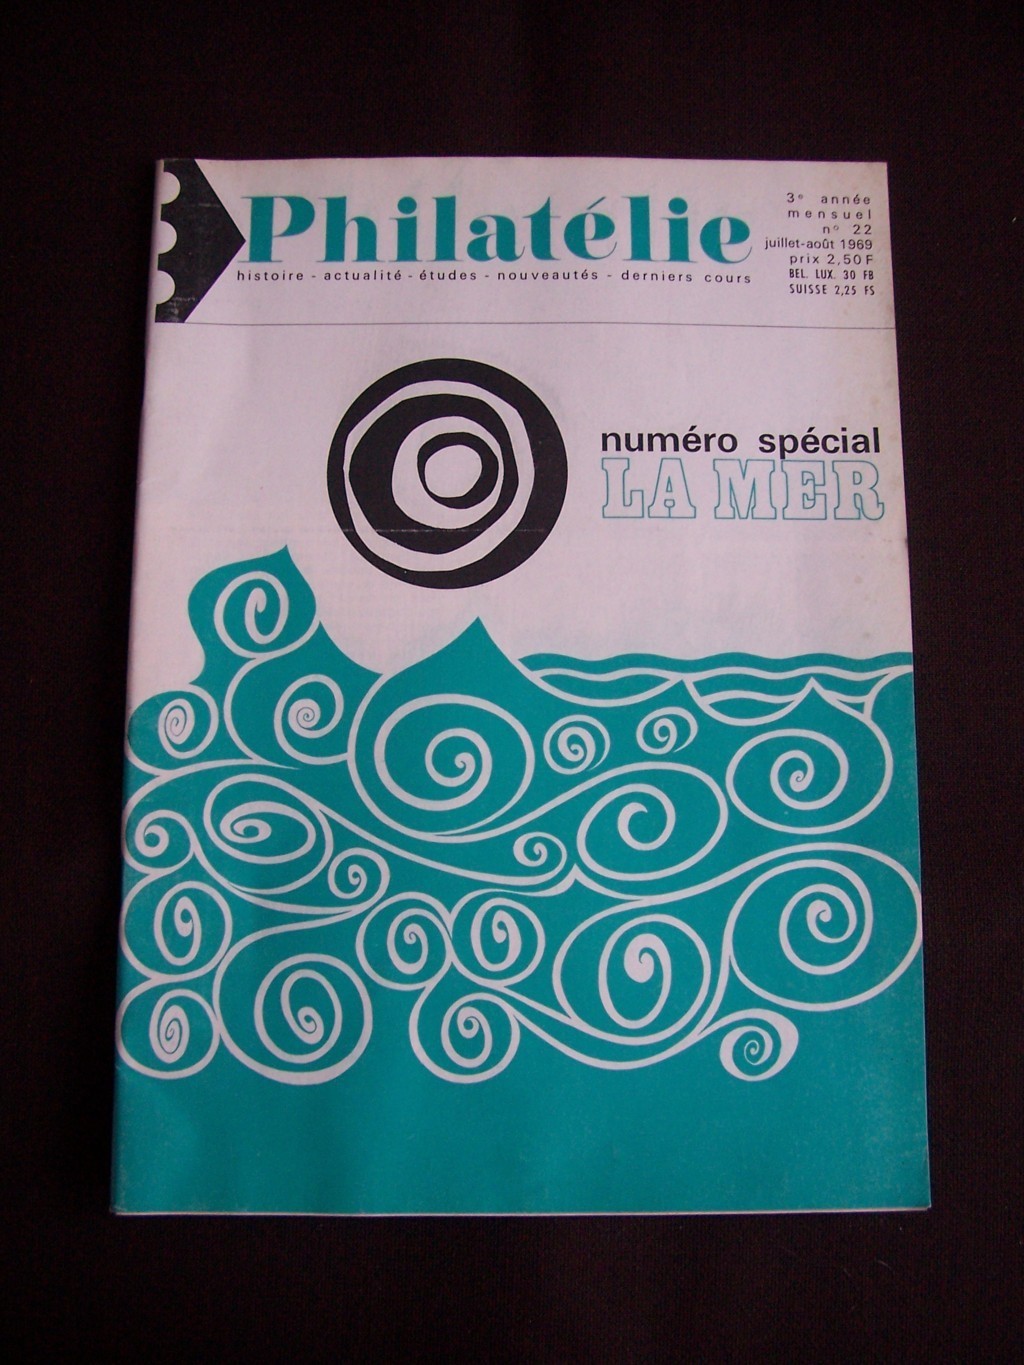 Philatélie
histoire - actualité - études - nouveautés - derniers cours
3e année
mensuel
n° 22
juillet-août 1969
prix 2,50 F
BEL. LUX. 30 FB
SUISSE 2,25 FS
numéro spécial
LA MER